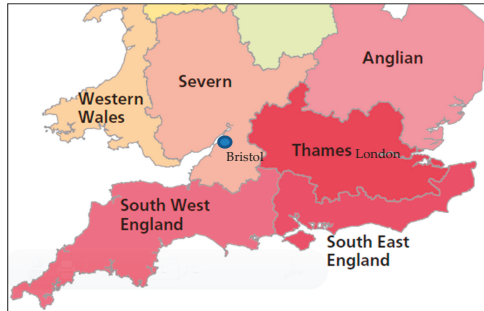 Anglian
Severn
Western
Wales
Bristol
Thames London
South West
England
South East
England